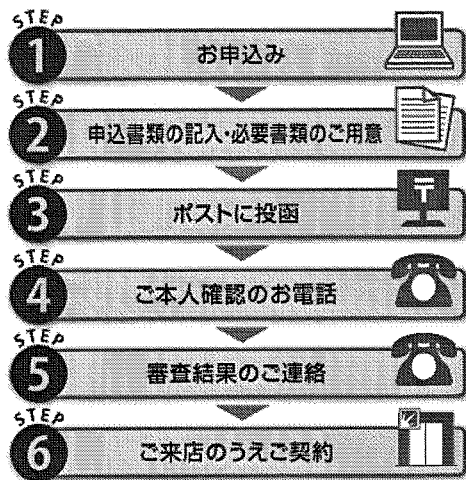 STEP
1
お申込み
STEP
2
申込書類の記入・必要書類のご用意
STEP
3
ポストに投函
STEP
4
ご本人確認のお電話
STEP
5
審査結果のご連絡
STEP
6
ご来店のうえご契約